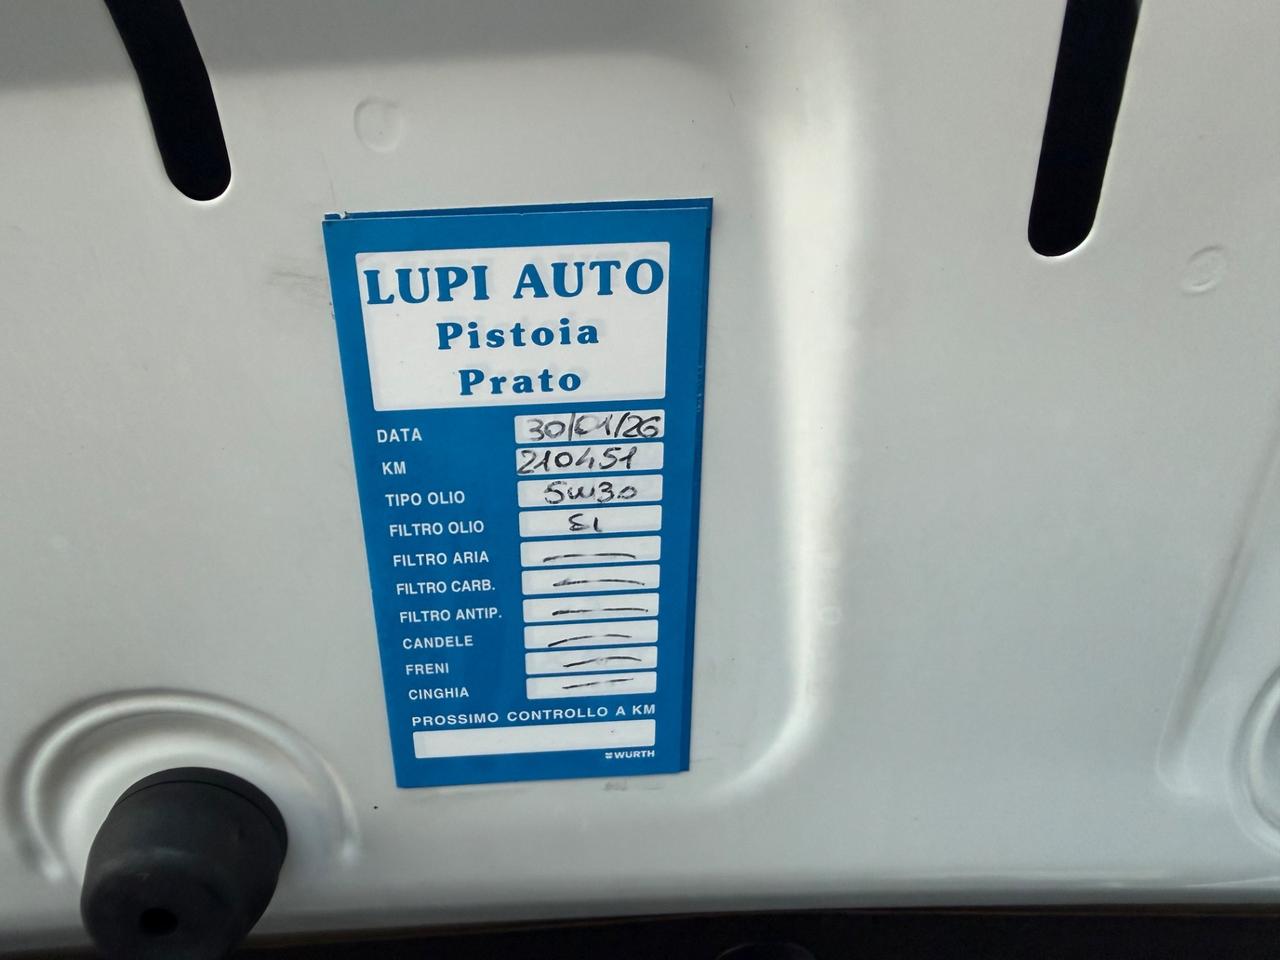 LUPI AUTO
Pistoia
Prato
DATA 30/01/26
KM 210451
TIPO OLIO 5W30
FILTRO OLIO SI
FILTRO ARIA —
FILTRO CARB. —
FILTRO ANTIP. —
CANDELE —
FRENI —
CINGHIA —
PROSSIMO CONTROLLO A KM
WÜRTH